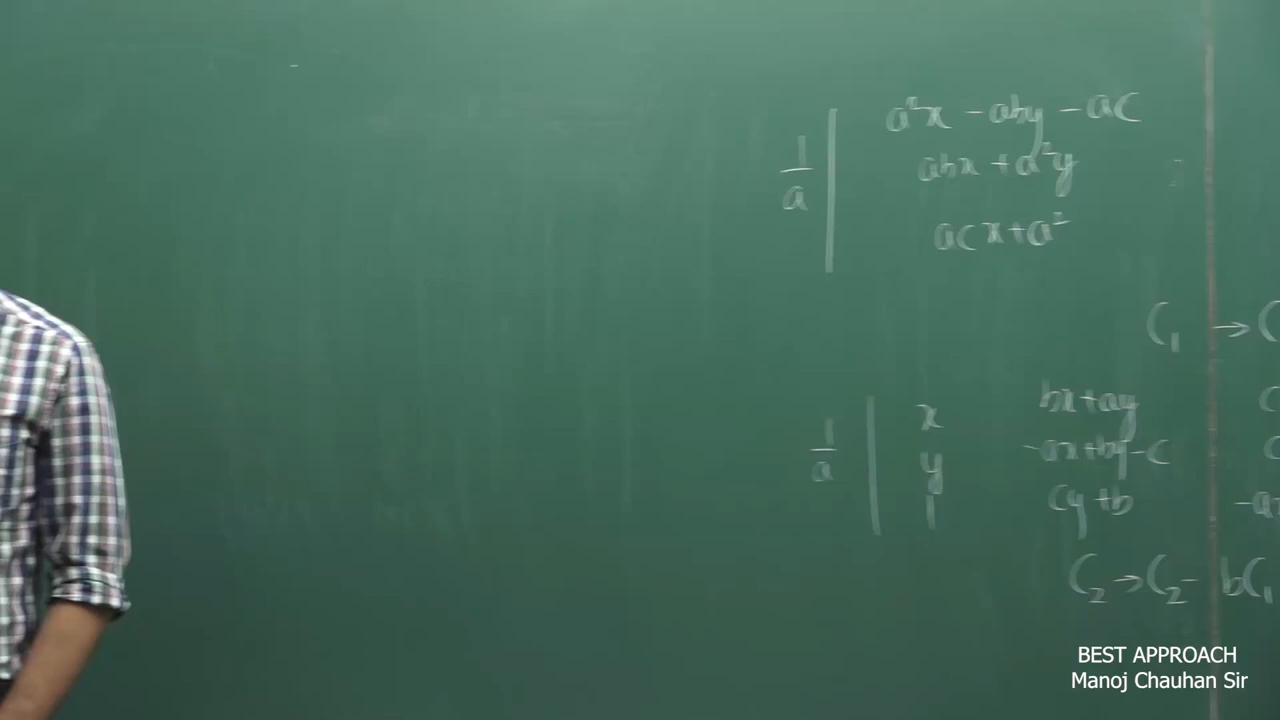 a²x - aby - ac
1/a | abx + a²y
acx + a²
C₁ → C
x bx+ay C
1/a | y -ax+by-c C
1 cy+b -a
C₂ → C₂ - bC₁
BEST APPROACH
Manoj Chauhan Sir